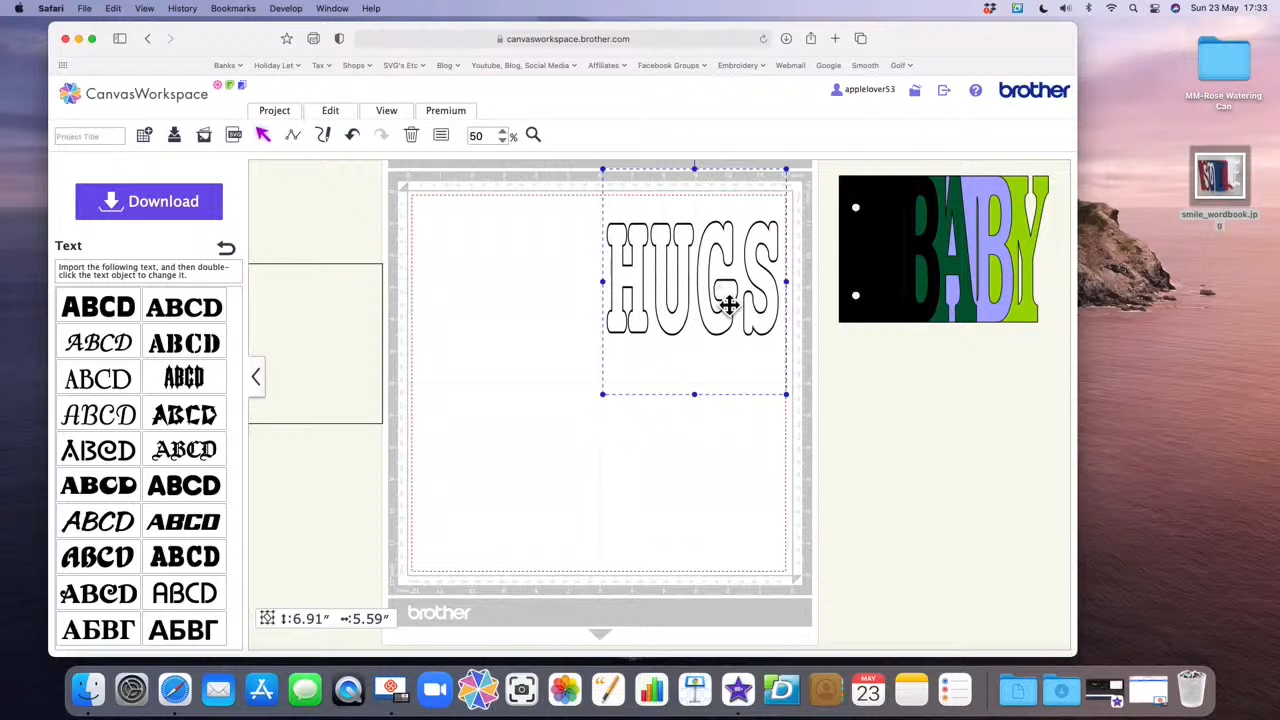 Safari File Edit View History Bookmarks Develop Window Help
Sun 23 May 17:33
canvasworkspace.brother.com
Banks Holiday Let Tax Shops SVG's Etc Blog Youtube, Blog, Social Media Affiliates Facebook Groups Embroidery Webmail Google Smooth Golf
CanvasWorkspace
applelover53
brother
Project Edit View Premium
Project Title
SVG
50 %
Download
Text
Import the following text, and then double-
click the text object to change it.
ABCD ABCD
ABCD ABCD
ABCD ABCD
ABCD ABCD
ABCD ABCD
ABCD ABCD
ABCD ABCD
ABCD ABCD
ABCD ABCD
АБВГ АБВГ
HUGS
BABY
brother
6.91" 5.59"
MM-Rose Watering
Can
smile_wordbook.jp
g
MAY
23